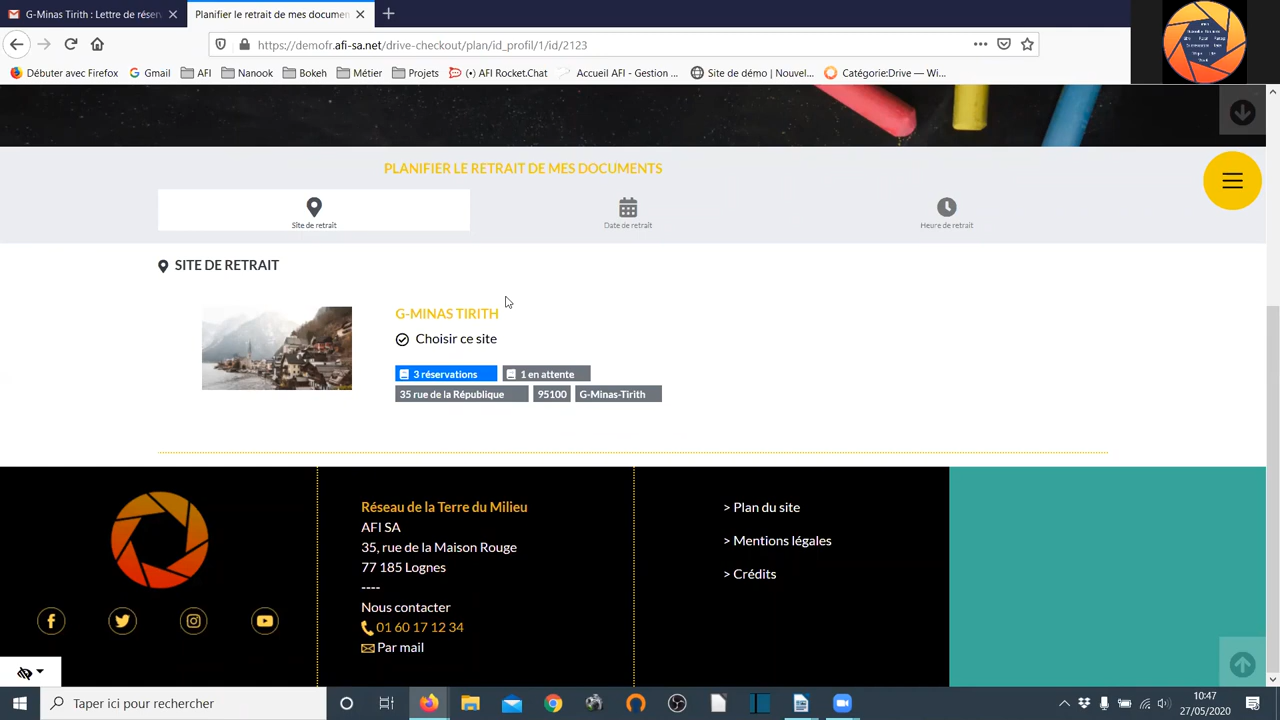 G-Minas Tirith : Lettre de réser
Planifier le retrait de mes documen
https://demofr.afi-sa.net/drive-checkout/plan/id_profil/1/id/2123
Débuter avec Firefox
Gmail
AFI
Nanook
Bokeh
Métier
Projets
(•) AFI Rocket.Chat
Accueil AFI - Gestion ...
Site de démo | Nouvel...
Catégorie:Drive — Wi...
PLANIFIER LE RETRAIT DE MES DOCUMENTS
Site de retrait
Date de retrait
Heure de retrait
SITE DE RETRAIT
G-MINAS TIRITH
Choisir ce site
3 réservations
1 en attente
35 rue de la République
95100
G-Minas-Tirith
Réseau de la Terre du Milieu
AFI SA
35, rue de la Maison Rouge
77 185 Lognes
----
Nous contacter
01 60 17 12 34
Par mail
> Plan du site
> Mentions légales
> Crédits
Taperici pour rechercher
10:47
27/05/2020